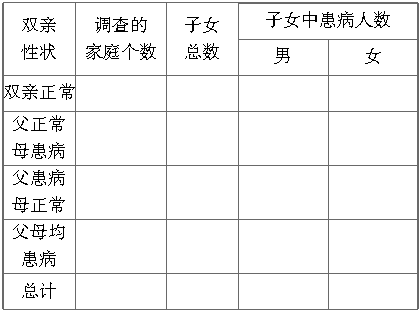 双亲
性状
调查的
家庭个数
子女
总数
子女中患病人数
男
女
双亲正常
父正常
母患病
父患病
母正常
父母均
患病
总计